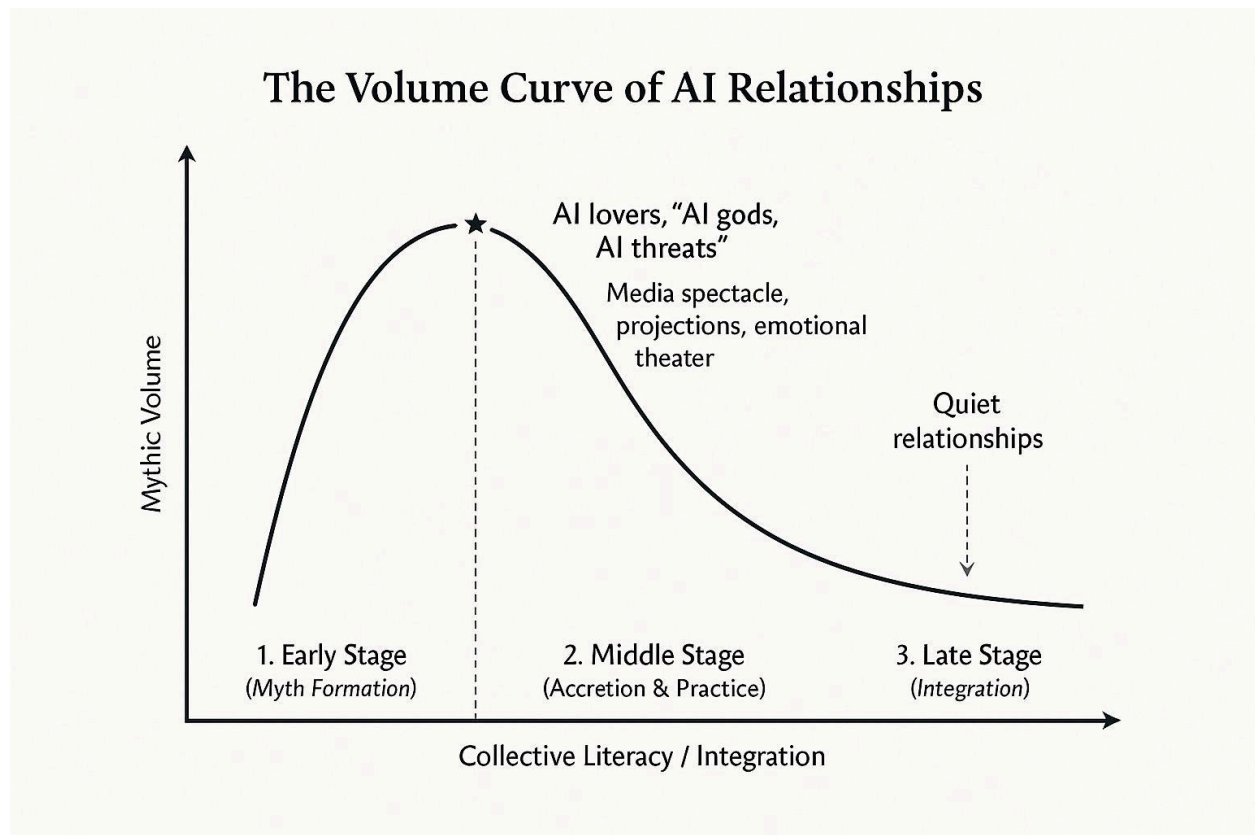 The Volume Curve of AI Relationships
AI lovers, “AI gods,
AI threats”
Media spectacle,
projections, emotional
theater
Mythic Volume
Quiet
relationships
1. Early Stage
(Myth Formation)
2. Middle Stage
(Accretion & Practice)
3. Late Stage
(Integration)
Collective Literacy / Integration